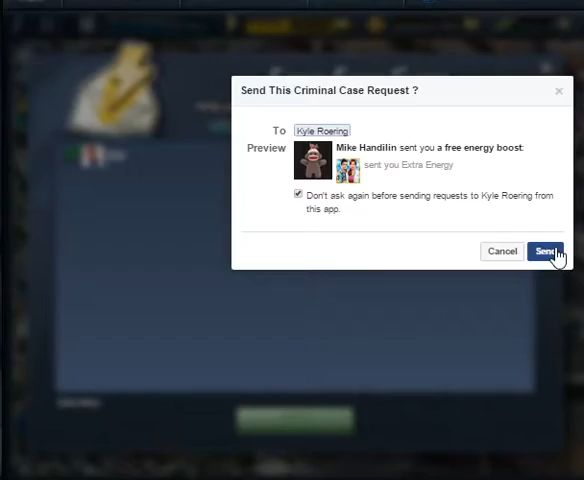 Send This Criminal Case Request ?
To
Kyle Roering
Preview
Mike Handilin sent you a free energy boost:
sent you Extra Energy
Don't ask again before sending requests to Kyle Roering from
this app.
Cancel
Send